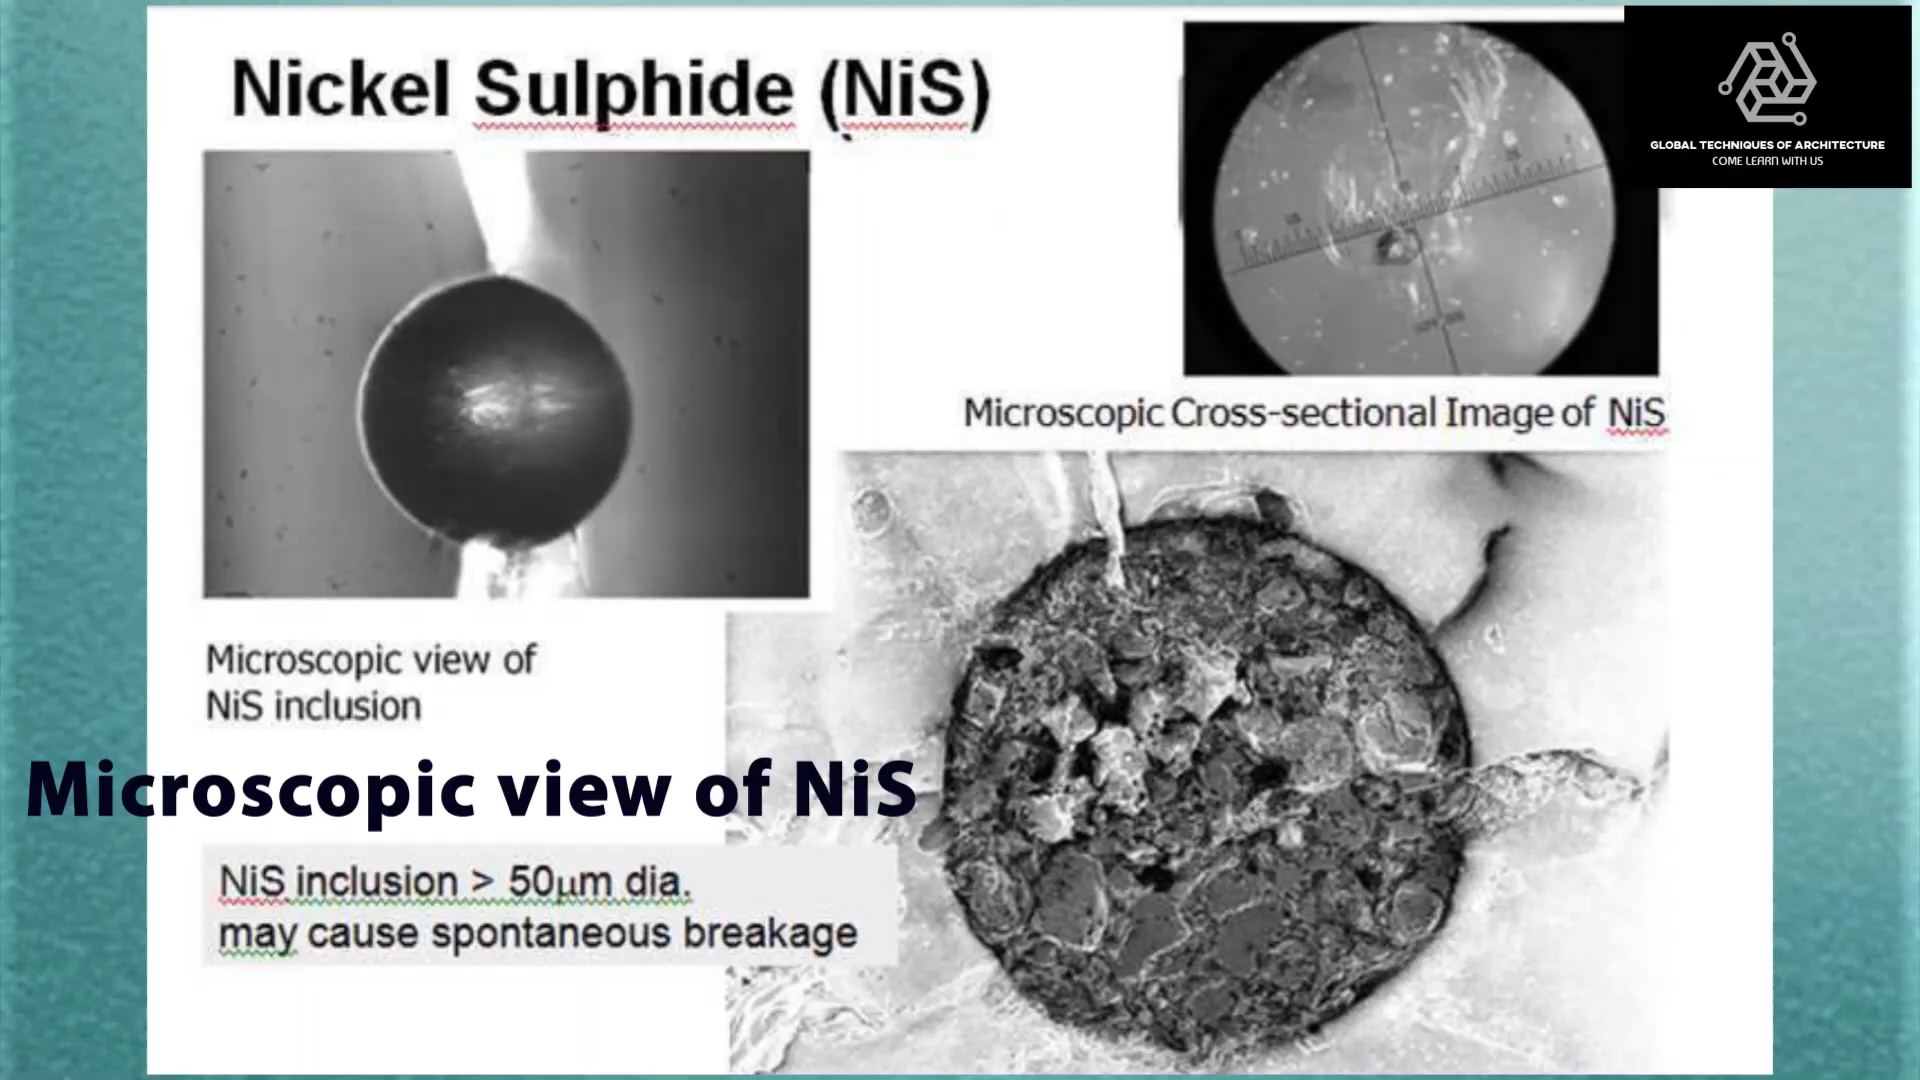 Nickel Sulphide (NiS)
GLOBAL TECHNIQUES OF ARCHITECTURE
COME LEARN WITH US
Microscopic Cross-sectional Image of NiS
Microscopic view of
NiS inclusion
Microscopic view of NiS
NiS inclusion > 50μm dia.
may cause spontaneous breakage